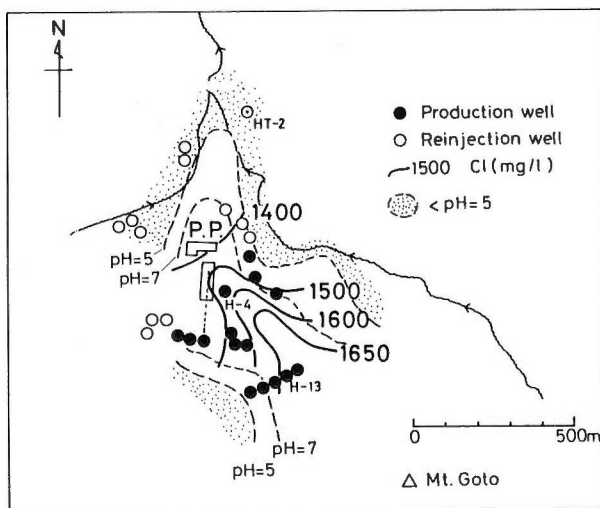 N
HT-2
● Production well
○ Reinjection well
1500 Cl (mg/l)
< pH=5
1400
P.P.
pH=5
pH=7
1500
H-4
1600
1650
H-13
pH=7
pH=5
0 500m
△ Mt. Goto